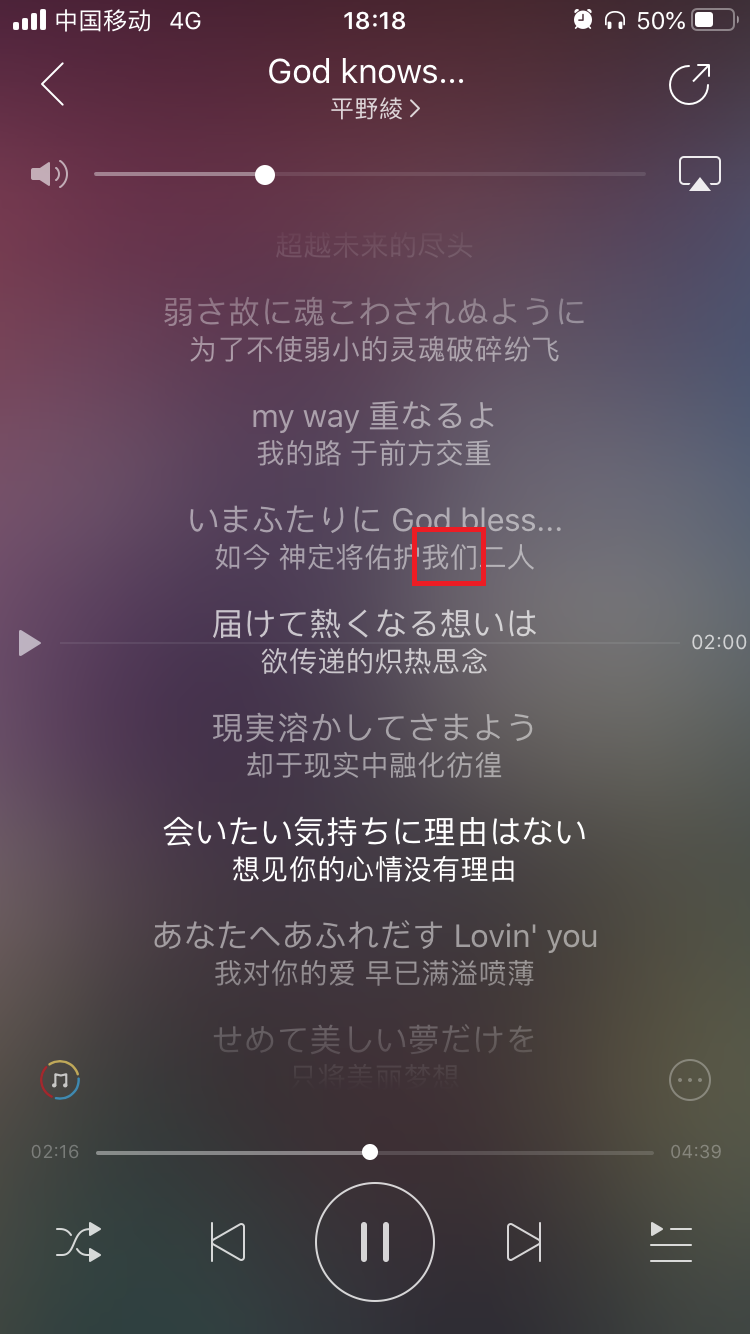 中国移动 4G 18:18 50%
God knows...
平野綾
超越未来的尽头
弱さ故に魂こわされぬように
为了不使弱小的灵魂破碎纷飞
my way 重なるよ
我的路 于前方交重
いまふたりに God bless...
如今 神定将佑护我们二人
届けて熱くなる想いは
欲传递的炽热思念
02:00
現実溶かしてさまよう
却于现实中融化彷徨
会いたい気持ちに理由はない
想见你的心情没有理由
あなたへあふれだす Lovin' you
我对你的爱 早已满溢喷薄
せめて美しい夢だけを
只将美丽梦想
02:16 04:39